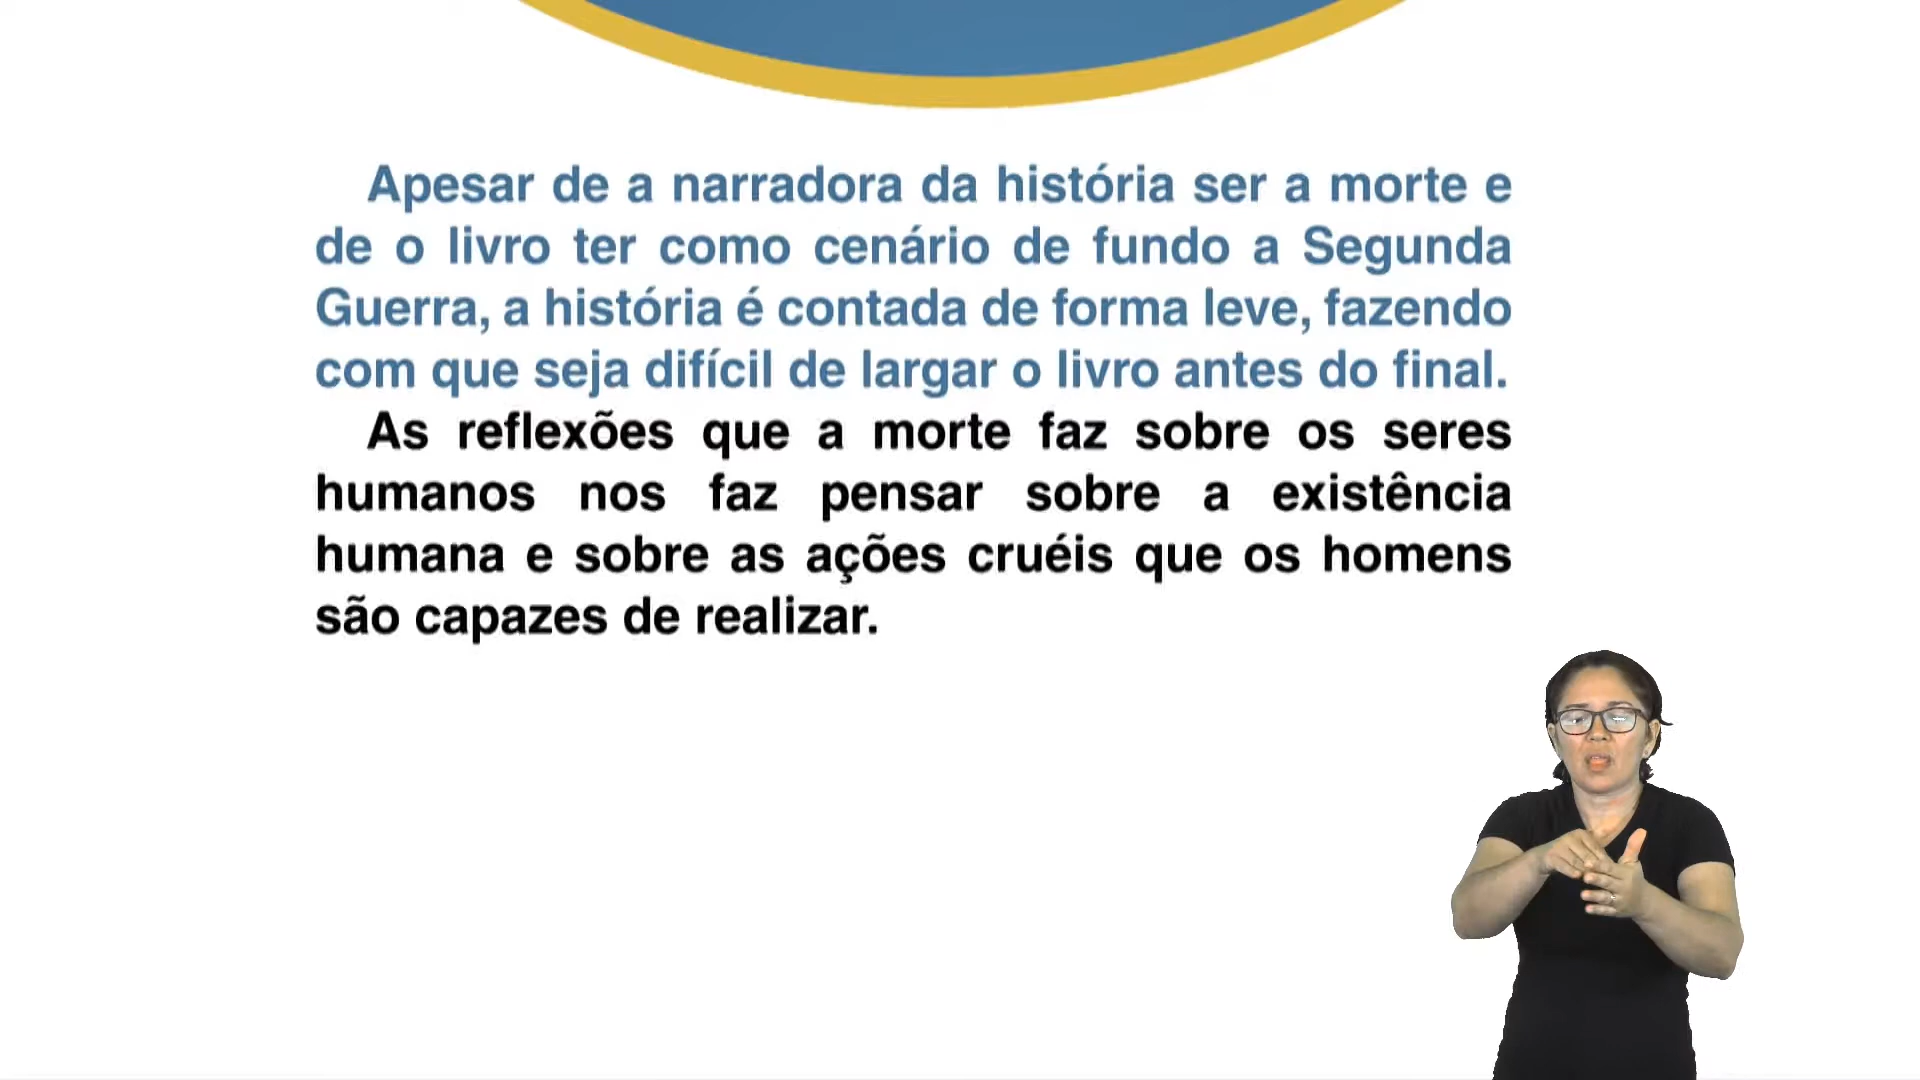 Apesar de a narradora da história ser a morte e
de o livro ter como cenário de fundo a Segunda
Guerra, a história é contada de forma leve, fazendo
com que seja difícil de largar o livro antes do final.
As reflexões que a morte faz sobre os seres
humanos nos faz pensar sobre a existência
humana e sobre as ações cruéis que os homens
são capazes de realizar.